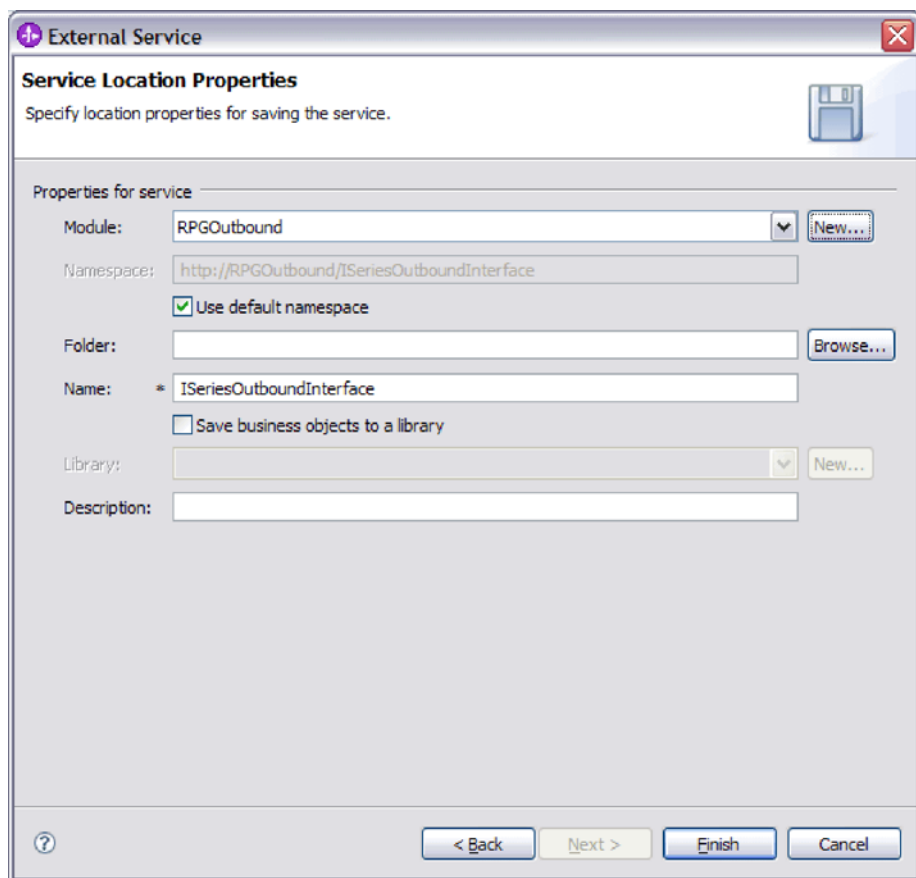 External Service
Service Location Properties
Specify location properties for saving the service.
Properties for service
Module: RPGOutbound New...
Namespace: http://RPGOutbound/ISeriesOutboundInterface
Use default namespace
Folder: Browse...
Name: * ISeriesOutboundInterface
Save business objects to a library
Library: New...
Description:
? < Back Next > Finish Cancel